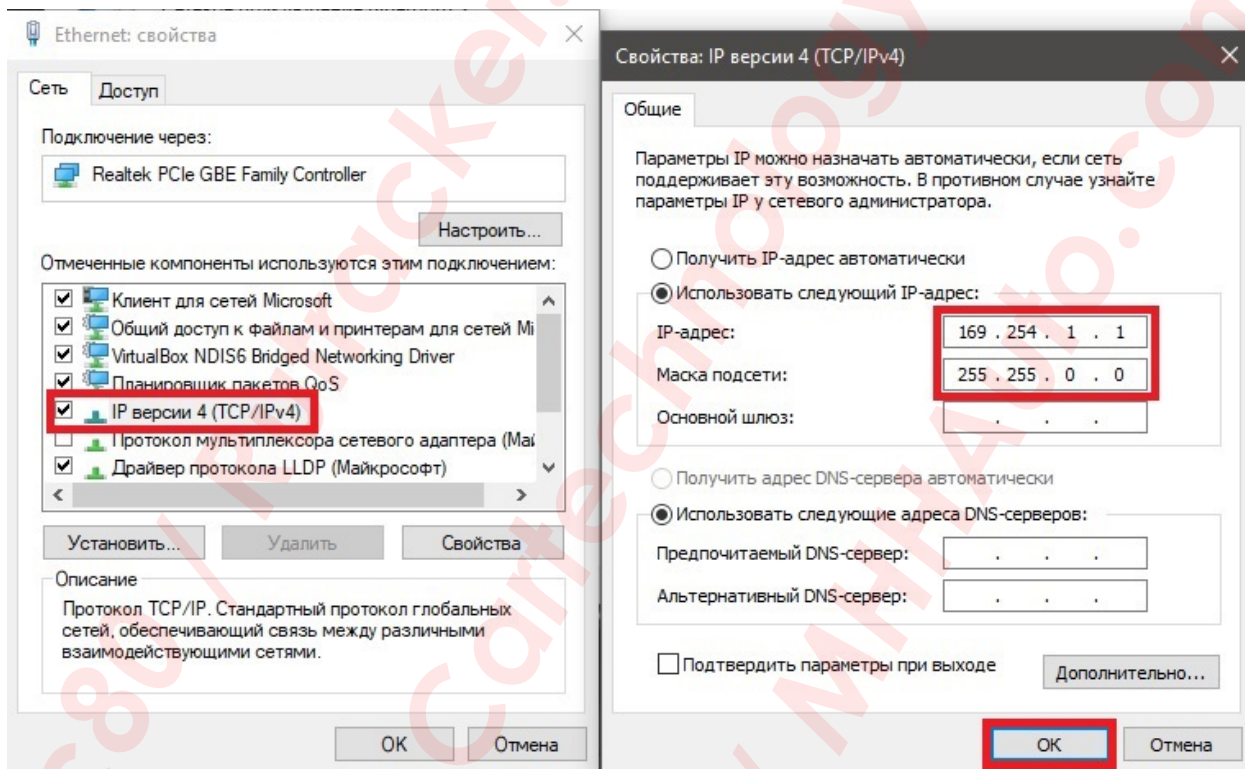 Ethernet: свойства
Сеть
Доступ
Подключение через:
Realtek PCIe GBE Family Controller
Настроить...
Отмеченные компоненты используются этим подключением:
Клиент для сетей Microsoft
Общий доступ к файлам и принтерам для сетей Mi
VirtualBox NDIS6 Bridged Networking Driver
Планировщик пакетов QoS
IP версии 4 (TCP/IPv4)
Протокол мультиплексора сетевого адаптера (Май
Драйвер протокола LLDP (Майкрософт)
Установить...
Удалить
Свойства
Описание
Протокол TCP/IP. Стандартный протокол глобальных
сетей, обеспечивающий связь между различными
взаимодействующими сетями.
OK
Отмена
Свойства: IP версии 4 (TCP/IPv4)
Общие
Параметры IP можно назначать автоматически, если сеть
поддерживает эту возможность. В противном случае узнайте
параметры IP у сетевого администратора.
Получить IP-адрес автоматически
Использовать следующий IP-адрес:
IP-адрес:
169 . 254 . 1 . 1
Маска подсети:
255 . 255 . 0 . 0
Основной шлюз:
Получить адрес DNS-сервера автоматически
Использовать следующие адреса DNS-серверов:
Предпочитаемый DNS-сервер:
Альтернативный DNS-сервер:
Подтвердить параметры при выходе
Дополнительно...
OK
Отмена
/ Rutracker.
Cartechnology
/ MHHAuto.com